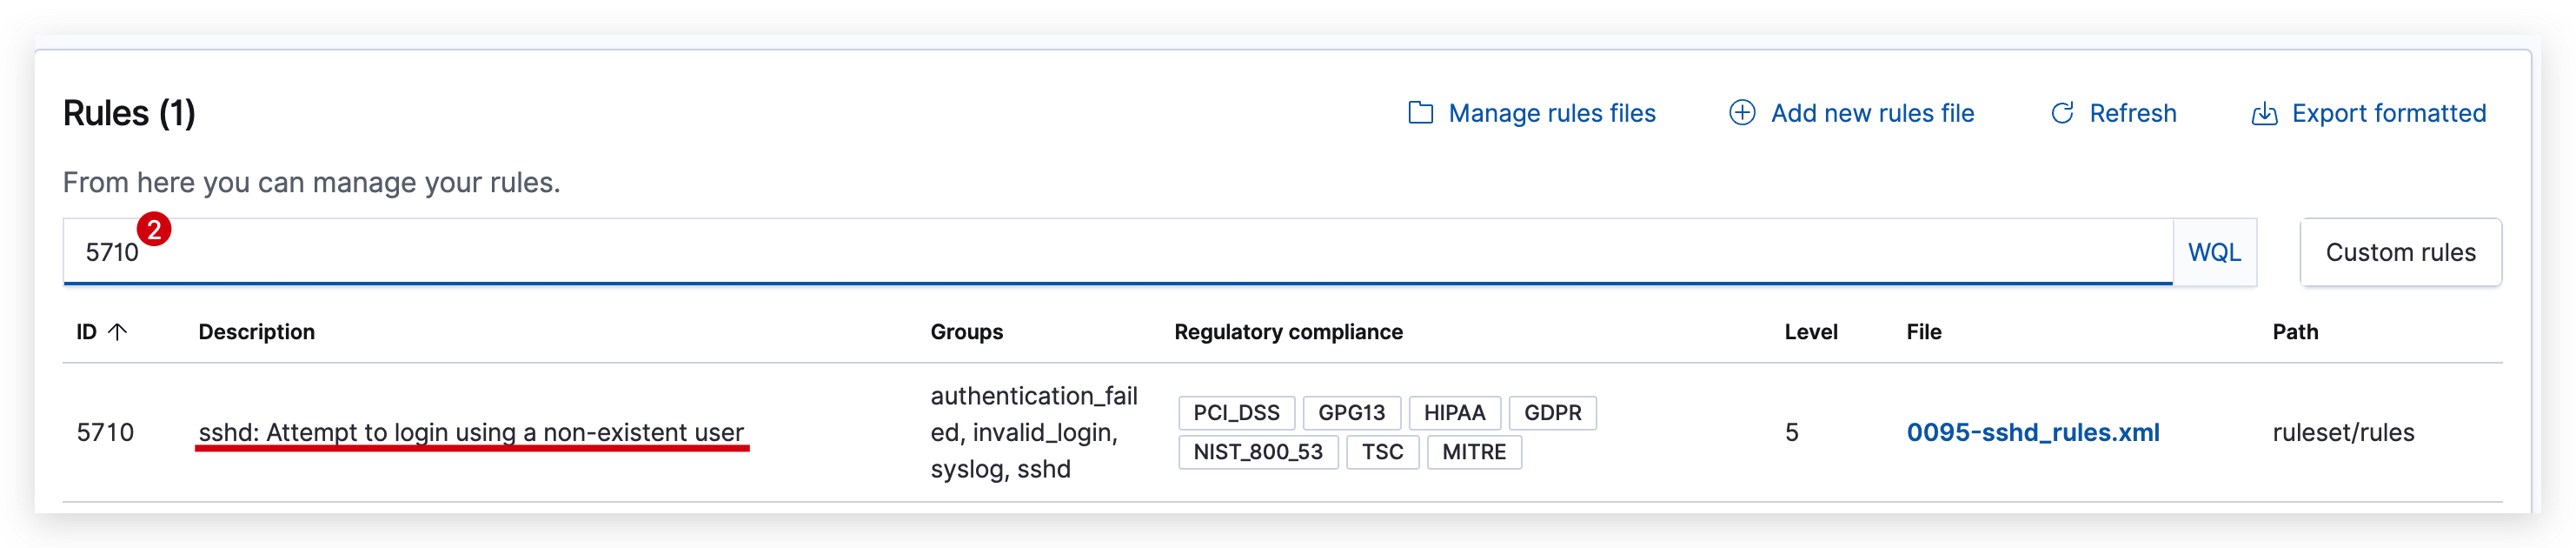 Rules (1)
Manage rules files
Add new rules file
Refresh
Export formatted
From here you can manage your rules.
2
5710
WQL
Custom rules
ID
Description
Groups
Regulatory compliance
Level
File
Path
5710
sshd: Attempt to login using a non-existent user
authentication_fail
ed, invalid_login,
syslog, sshd
PCI_DSS
GPG13
HIPAA
GDPR
NIST_800_53
TSC
MITRE
5
0095-sshd_rules.xml
ruleset/rules